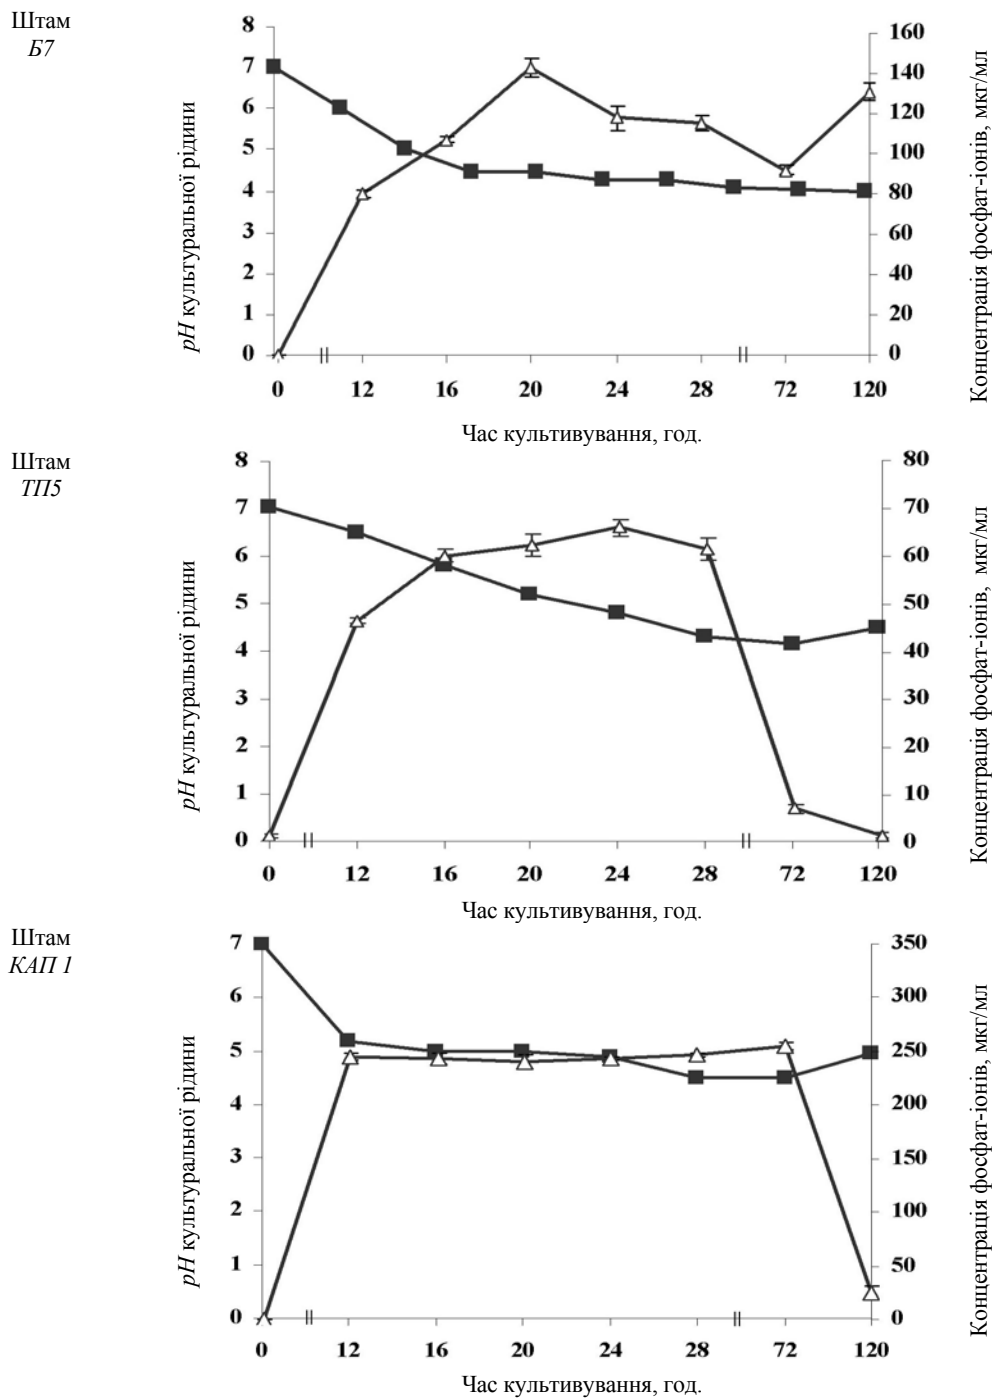 Штам
Б7
рН культуральної рідини
8
7
6
5
4
3
2
1
0
0 12 16 20 24 28 72 120
160
140
120
100
80
60
40
20
0
Концентрація фосфат-іонів, мкг/мл
Час культивування, год.
Штам
ТП5
рН культуральної рідини
8
7
6
5
4
3
2
1
0
0 12 16 20 24 28 72 120
80
70
60
50
40
30
20
10
0
Концентрація фосфат-іонів, мкг/мл
Час культивування, год.
Штам
КАП 1
рН культуральної рідини
7
6
5
4
3
2
1
0
0 12 16 20 24 28 72 120
350
300
250
200
150
100
50
0
Концентрація фосфат-іонів, мкг/мл
Час культивування, год.